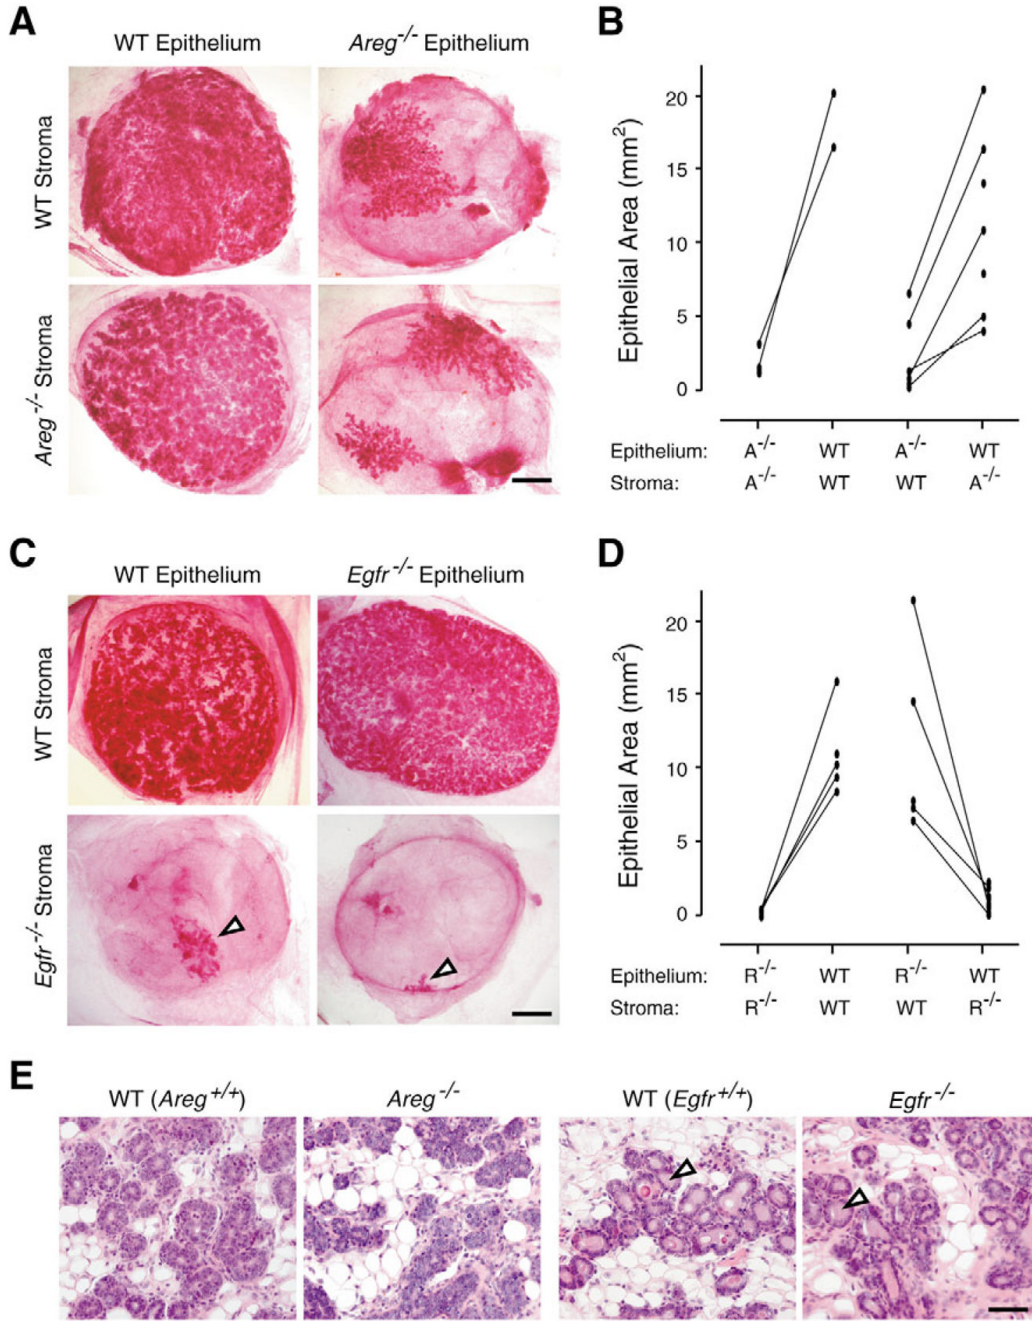 A
WT Epithelium
Areg-/- Epithelium
WT Stroma
Areg-/- Stroma
B
Epithelial Area (mm2)
20
15
10
5
0
Epithelium: A-/- WT A-/- WT
Stroma: A-/- WT WT A-/-
C
WT Epithelium
Egfr-/- Epithelium
WT Stroma
Egfr-/- Stroma
D
Epithelial Area (mm2)
20
15
10
5
0
Epithelium: R-/- WT R-/- WT
Stroma: R-/- WT WT R-/-
E
WT (Areg+/+)
Areg-/-
WT (Egfr+/+)
Egfr-/-